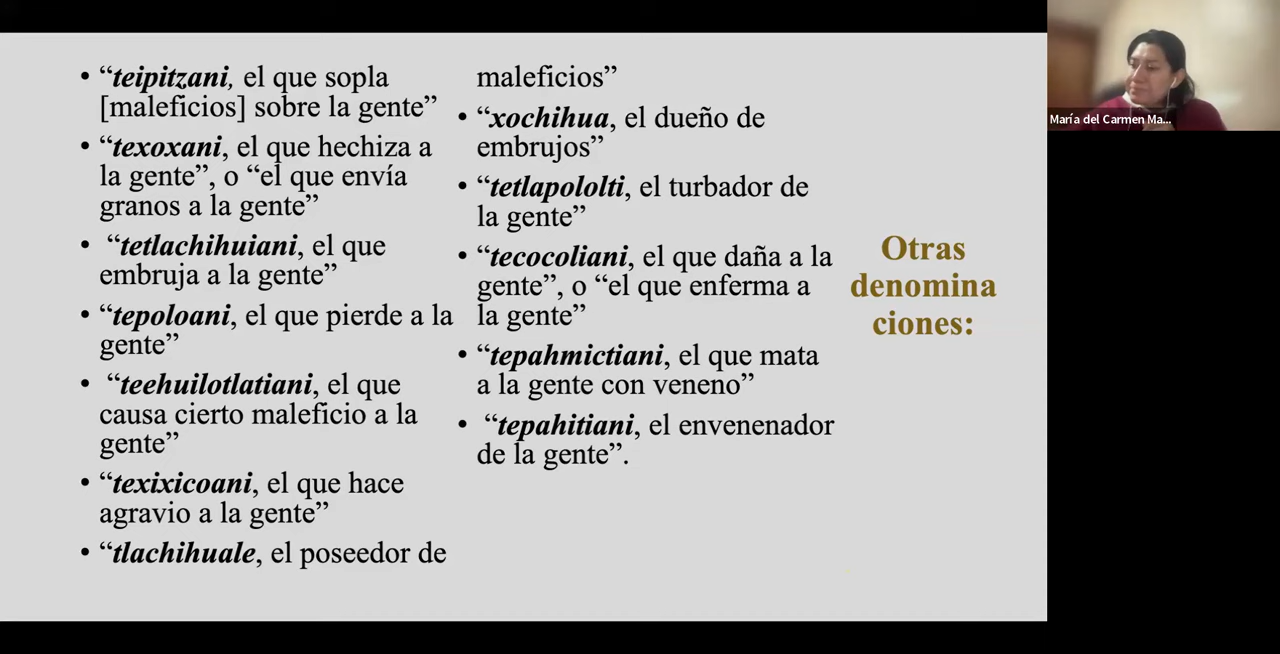 • “teipitzani, el que sopla
[maleficios] sobre la gente”
• “texoxani, el que hechiza a
la gente”, o “el que envía
granos a la gente”
• “tetlachihuiani, el que
embruja a la gente”
• “tepoloani, el que pierde a la
gente”
• “teehuilotlatiani, el que
causa cierto maleficio a la
gente”
• “texixicoani, el que hace
agravio a la gente”
• “tlachihuale, el poseedor de
maleficios”
• “xochihua, el dueño de
embrujos”
• “tetlapololti, el turbador de
la gente”
• “tecocoliani, el que daña a la
gente”, o “el que enferma a
la gente”
• “tepahmictiani, el que mata
a la gente con veneno”
• “tepahitiani, el envenenador
de la gente”.
Otras
denomina
ciones:
María del Carmen Ma...